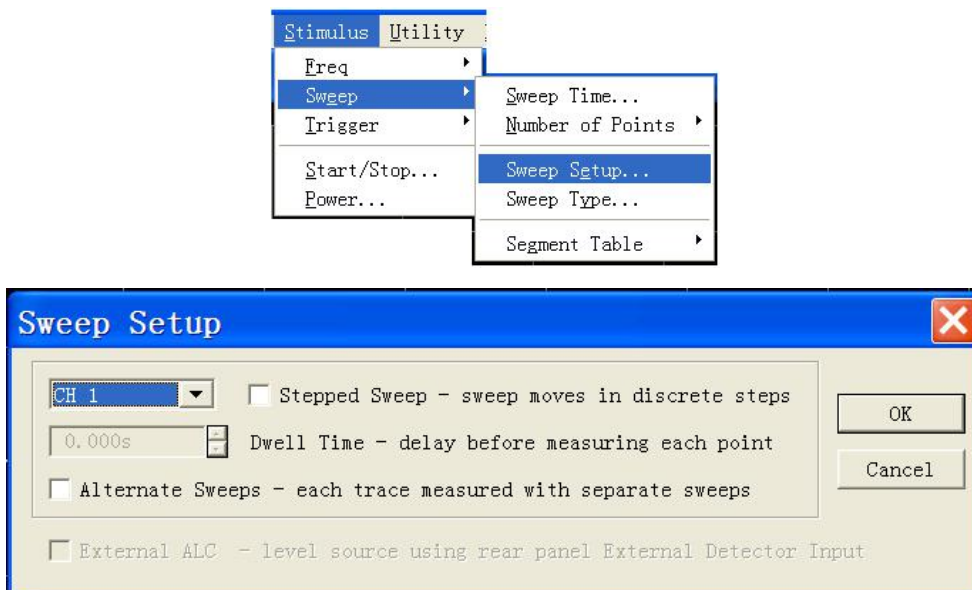 Stimulus Utility
Freq
Sweep
Trigger
Start/Stop...
Power...
Sweep Time...
Number of Points
Sweep Setup...
Sweep Type...
Segment Table
Sweep Setup
CH 1 Stepped Sweep - sweep moves in discrete steps
0.000s Dwell Time - delay before measuring each point
Alternate Sweeps - each trace measured with separate sweeps
External ALC - level source using rear panel External Detector Input
OK
Cancel